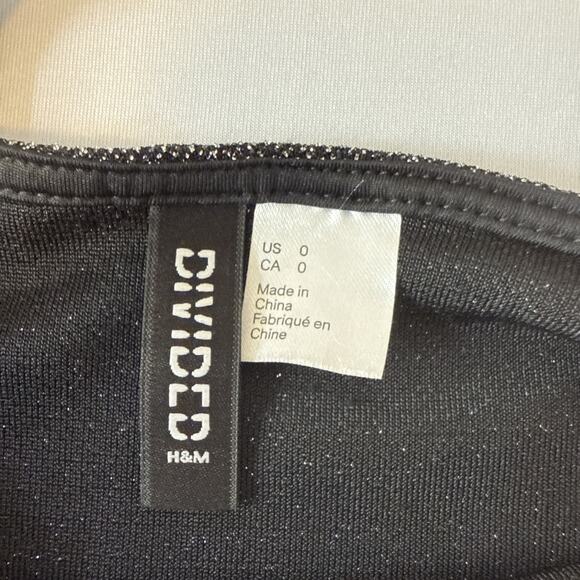 DIVIDED
H&M
US 0
CA 0
Made in
China
Fabriqué en
Chine